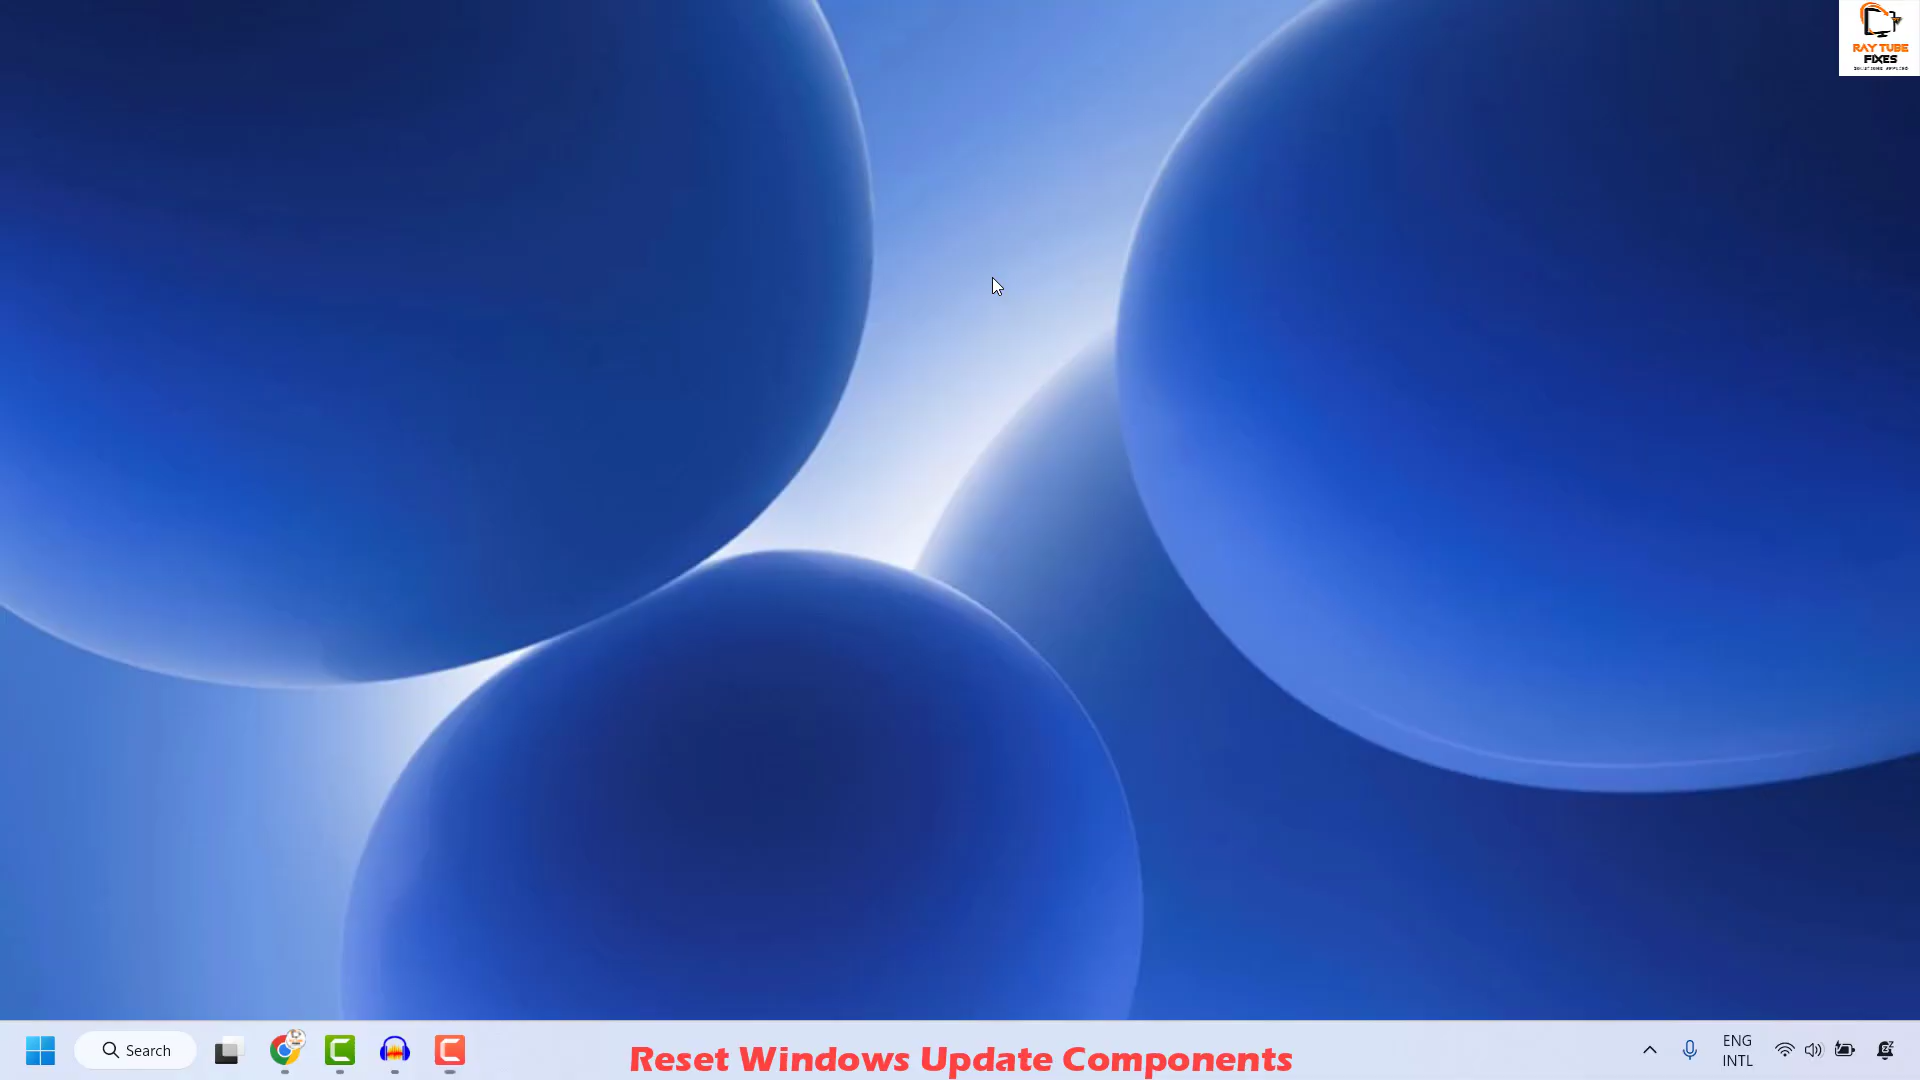 RAY TUBE
FIXES
Search
Reset Windows Update Components
ENG
INTL